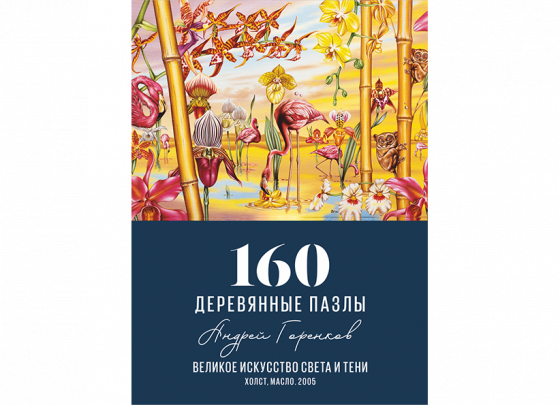 160
ДЕРЕВЯННЫЕ ПАЗЛЫ
Андрей Горенков
ВЕЛИКОЕ ИСКУССТВО СВЕТА И ТЕНИ
ХОЛСТ, МАСЛО. 2005